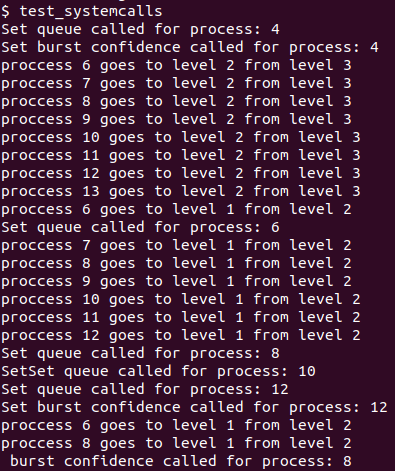 $ test_systemcalls
Set queue called for process: 4
Set burst confidence called for process: 4
proccess 6 goes to level 2 from level 3
proccess 7 goes to level 2 from level 3
proccess 8 goes to level 2 from level 3
proccess 9 goes to level 2 from level 3
proccess 10 goes to level 2 from level 3
proccess 11 goes to level 2 from level 3
proccess 12 goes to level 2 from level 3
proccess 13 goes to level 2 from level 3
proccess 6 goes to level 1 from level 2
Set queue called for process: 6
proccess 7 goes to level 1 from level 2
proccess 8 goes to level 1 from level 2
proccess 9 goes to level 1 from level 2
proccess 10 goes to level 1 from level 2
proccess 11 goes to level 1 from level 2
proccess 12 goes to level 1 from level 2
Set queue called for process: 8
SetSet queue called for process: 10
Set queue called for process: 12
Set burst confidence called for process: 12
proccess 6 goes to level 1 from level 2
proccess 8 goes to level 1 from level 2
 burst confidence called for process: 8